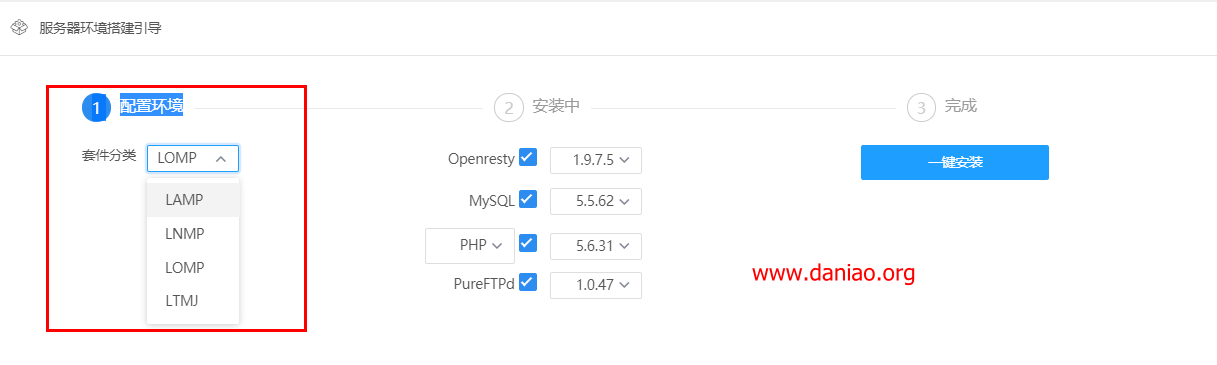 服务器环境搭建引导
1 配置环境
2 安装中
3 完成
套件分类 LOMP
LAMP
LNMP
LOMP
LTMJ
Openresty 1.9.7.5
MySQL 5.5.62
PHP 5.6.31
PureFTPd 1.0.47
一键安装
www.daniao.org